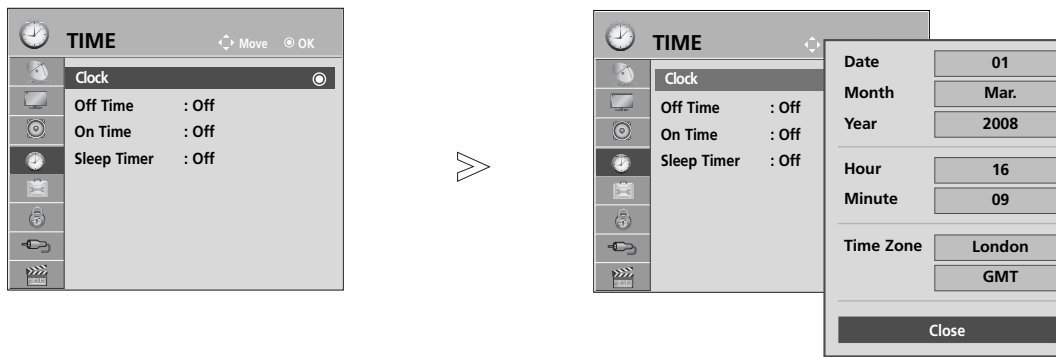 TIME
Move OK
Clock
Off Time : Off
On Time : Off
Sleep Timer : Off
TIME
Clock
Off Time : Off
On Time : Off
Sleep Timer : Off
Date 01
Month Mar.
Year 2008
Hour 16
Minute 09
Time Zone London
GMT
Close